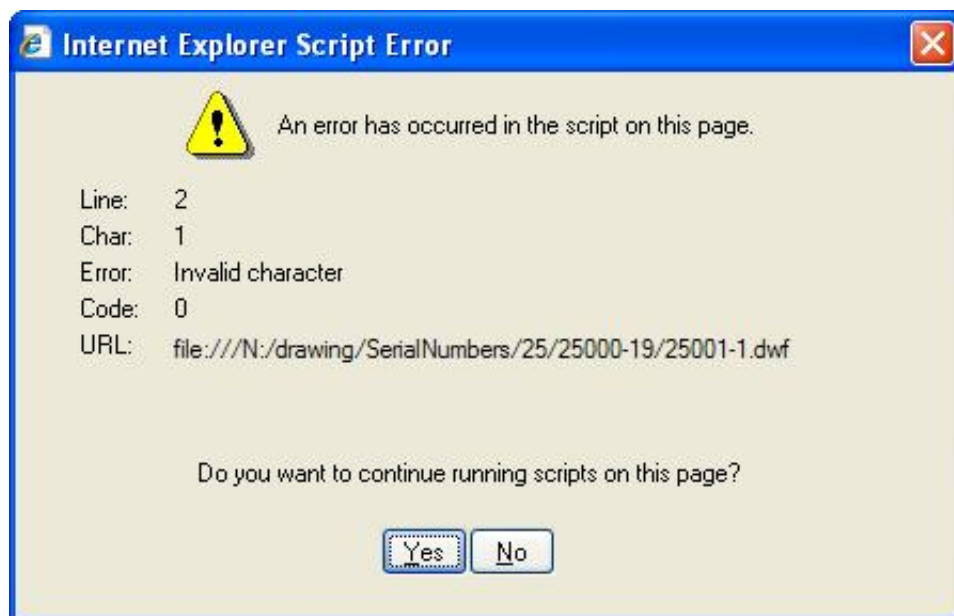 Internet Explorer Script Error
An error has occurred in the script on this page.
Line: 2
Char: 1
Error: Invalid character
Code: 0
URL: file:///N:/drawing/SerialNumbers/25/25000-19/25001-1.dwf
Do you want to continue running scripts on this page?
Yes No